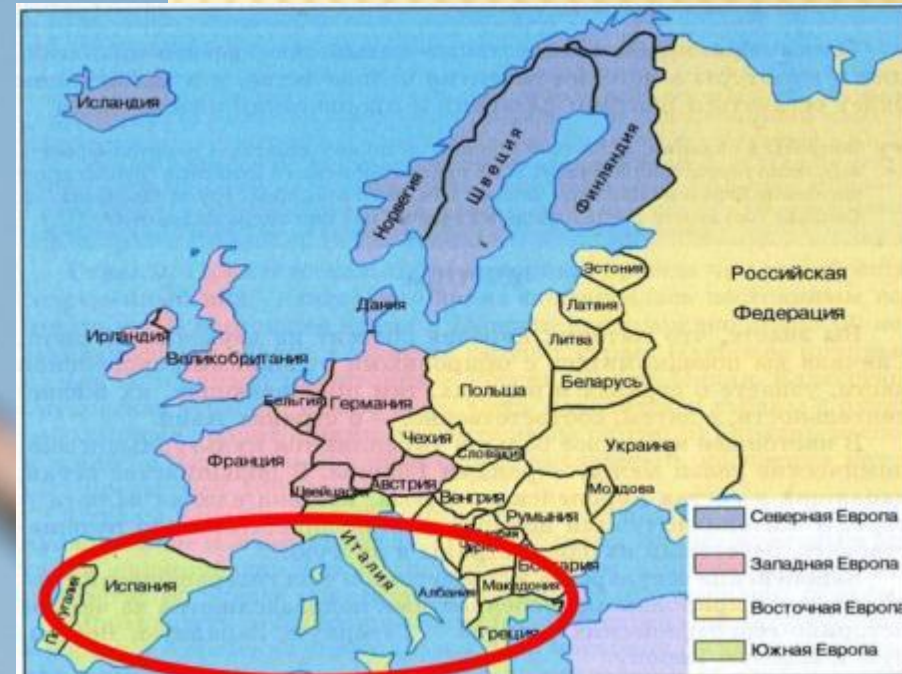 Исландия
Норвегия
Швеция
Финляндия
Эстония
Российская
Федерация
Латвия
Дания
Литва
Ирландия
Великобритания
Беларусь
Польша
Бельгия
Германия
Чехия
Украина
Словакия
Франция
Швейцария
Австрия
Молдова
Венгрия
Румыния
Италия
Болгария
Испания
Португалия
Албания
Македония
Греция
Северная Европа
Западная Европа
Восточная Европа
Южная Европа